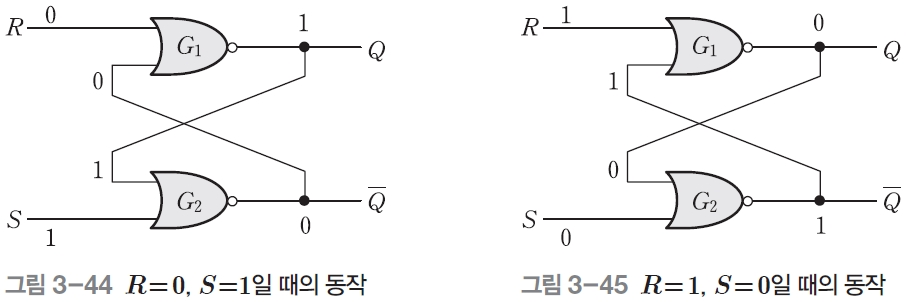 R 0 G1 1 Q
0
1
S 1 G2 0 Q̅
그림 3-44 R=0, S=1일 때의 동작
R 1 G1 0 Q
1
0
S 0 G2 1 Q̅
그림 3-45 R=1, S=0일 때의 동작